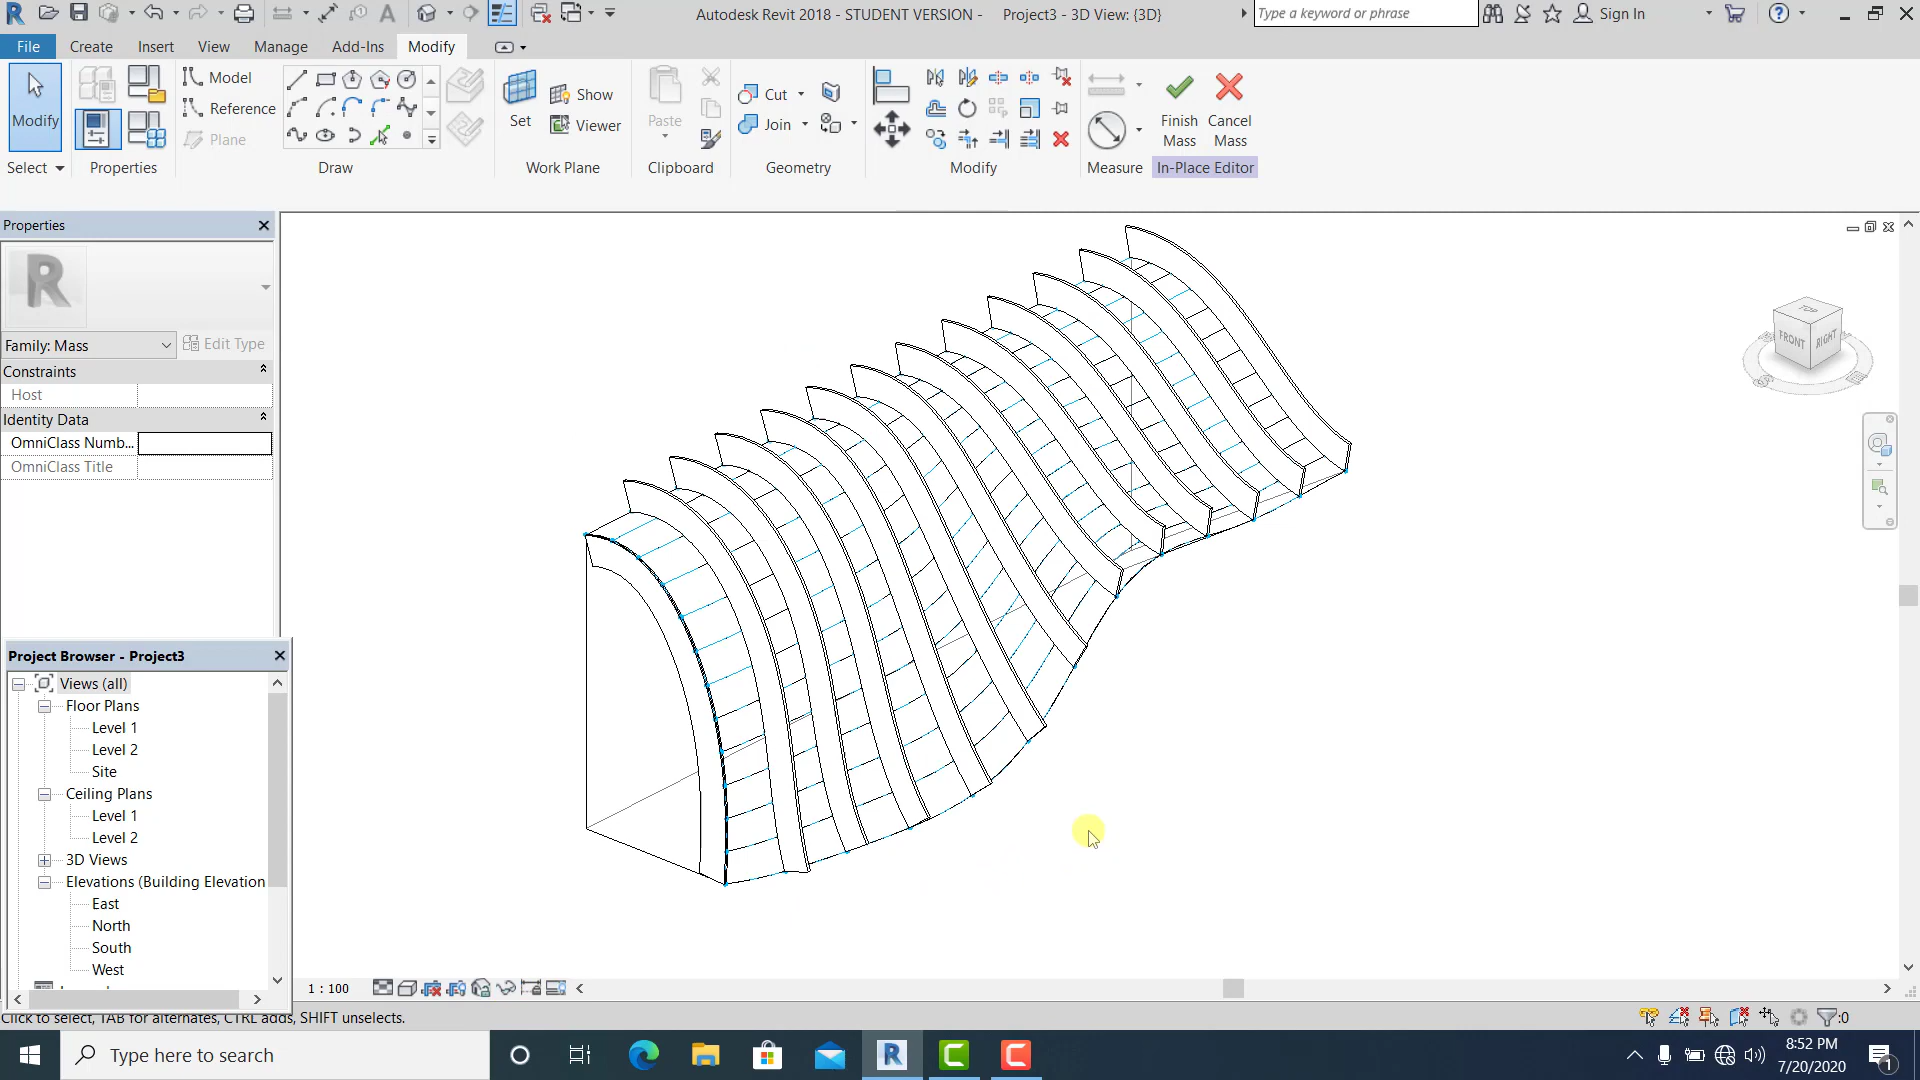 Autodesk Revit 2018 - STUDENT VERSION -    Project3 - 3D View: {3D}
Type a keyword or phrase
Sign In
File Create Insert View Manage Add-Ins Modify
Modify
Select
Properties
Model
Reference
Plane
Draw
Set
Show
Viewer
Work Plane
Paste
Clipboard
Cut
Join
Geometry
Modify
Measure
Finish
Mass
Cancel
Mass
In-Place Editor
Properties
R
Family: Mass
Edit Type
Constraints
Host
Identity Data
OmniClass Numb...
OmniClass Title
Project Browser - Project3
Views (all)
Floor Plans
Level 1
Level 2
Site
Ceiling Plans
Level 1
Level 2
3D Views
Elevations (Building Elevation
East
North
South
West
TOP
FRONT
RIGHT
1 : 100
Click to select, TAB for alternates, CTRL adds, SHIFT unselects.
:0
Type here to search
8:52 PM
7/20/2020
1